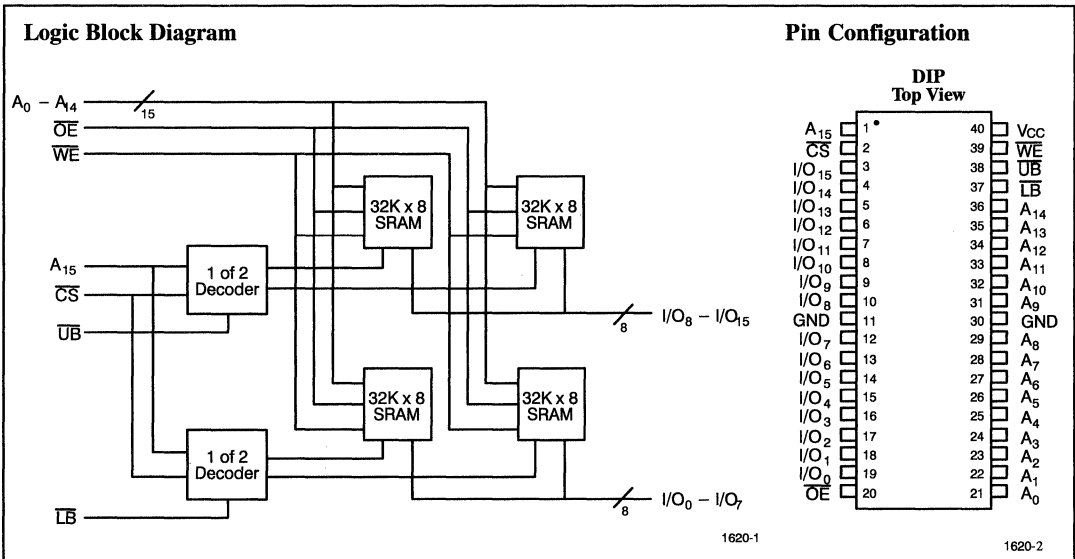 Logic Block Diagram
A0 – A14
15
OE
WE
32K x 8
SRAM
32K x 8
SRAM
A15
CS
1 of 2
Decoder
UB
8
I/O8 – I/O15
32K x 8
SRAM
32K x 8
SRAM
1 of 2
Decoder
LB
8
I/O0 – I/O7
1620-1
Pin Configuration
DIP
Top View
A15 1 40 VCC
CS 2 39 WE
I/O15 3 38 UB
I/O14 4 37 LB
I/O13 5 36 A14
I/O12 6 35 A13
I/O11 7 34 A12
I/O10 8 33 A11
I/O9 9 32 A10
I/O8 10 31 A9
GND 11 30 GND
I/O7 12 29 A8
I/O6 13 28 A7
I/O5 14 27 A6
I/O4 15 26 A5
I/O3 16 25 A4
I/O2 17 24 A3
I/O1 18 23 A2
I/O0 19 22 A1
OE 20 21 A0
1620-2